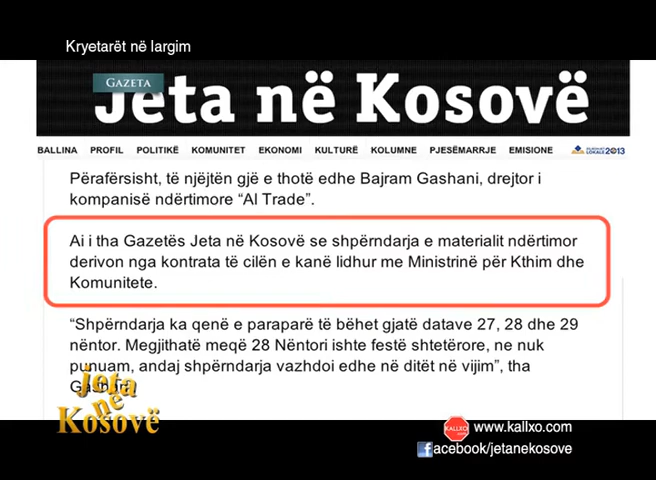 Kryetarët në largim
GAZETA
Jeta në Kosovë
BALLINA PROFIL POLITIKË KOMUNITET EKONOMI KULTURË KOLUMNE PJESËMARRJE EMISIONE 2013
Përafërsisht, të njëjtën gjë e thotë edhe Bajram Gashani, drejtor i
kompanisë ndërtimore “Al Trade”.
Ai i tha Gazetës Jeta në Kosovë se shpërndarja e materialit ndërtimor
derivon nga kontrata të cilën e kanë lidhur me Ministrinë për Kthim dhe
Komunitete.
“Shpërndarja ka qenë e paraparë të bëhet gjatë datave 27, 28 dhe 29
nëntor. Megjithatë meqë 28 Nëntori ishte festë shtetërore, ne nuk
punuam, andaj shpërndarja vazhdoi edhe në ditët në vijim”, tha
jeta
në
Kosovë
KALLXO
www.kallxo.com
facebook/jetanekosove